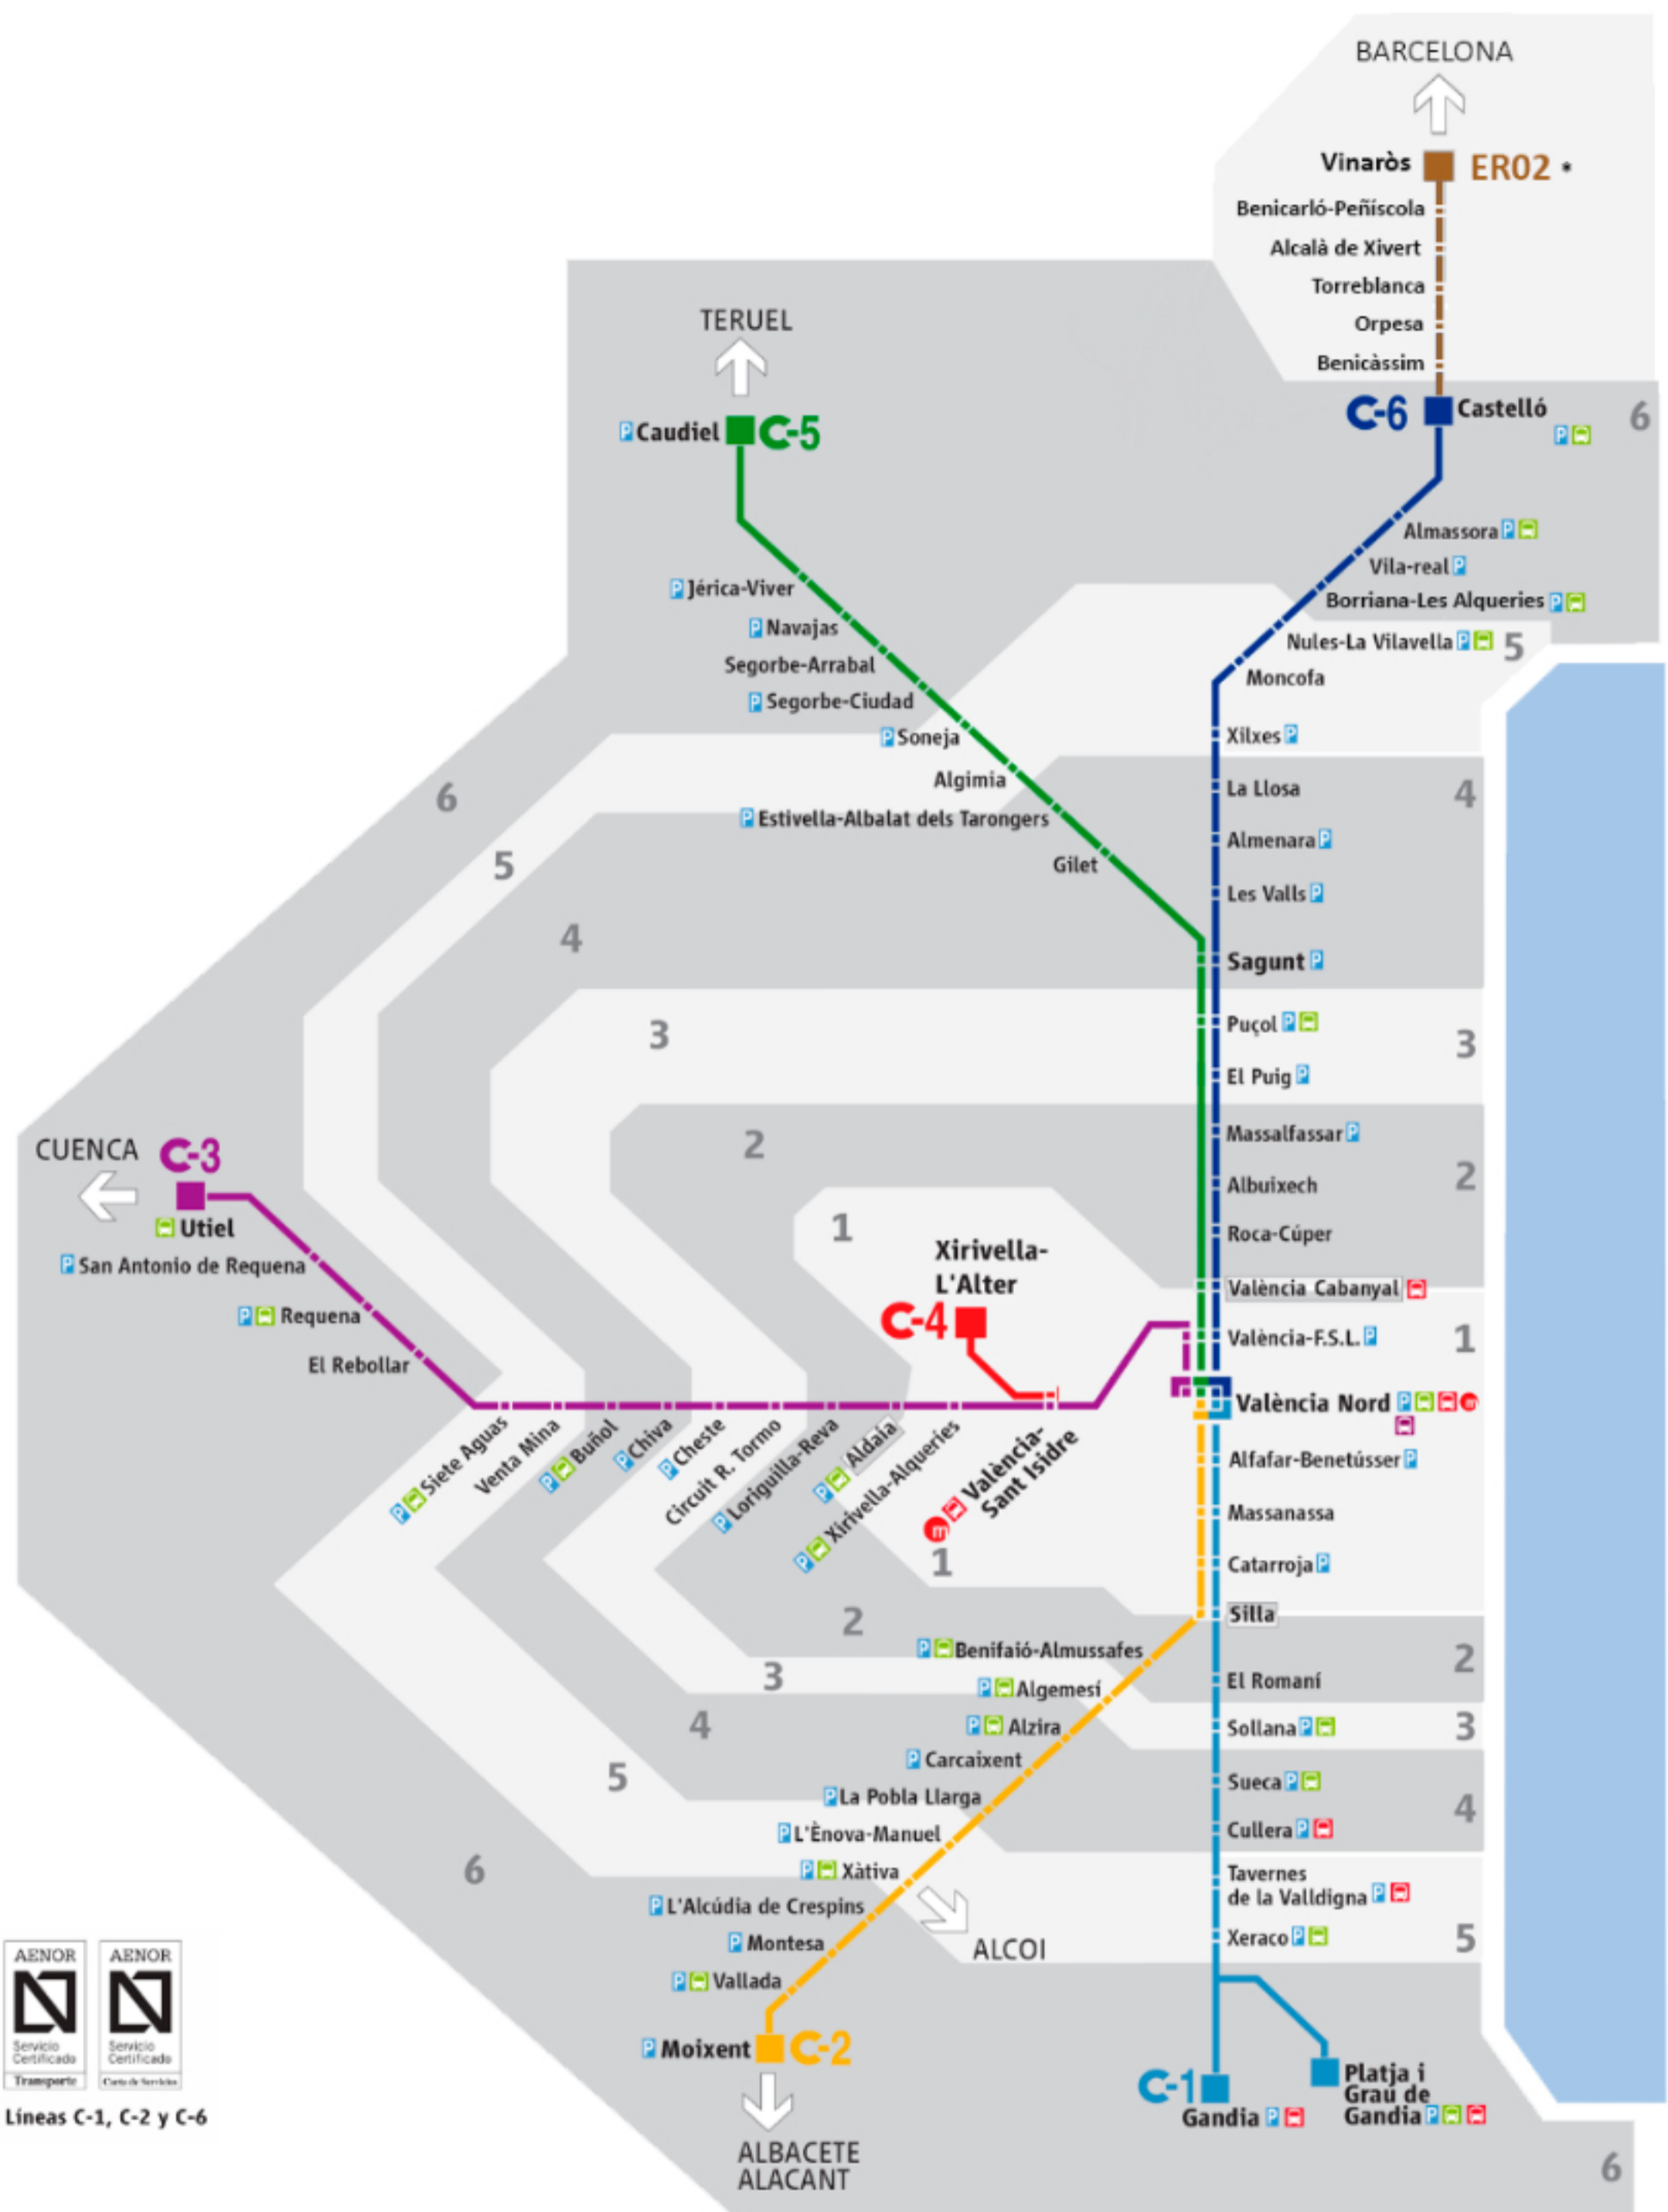 BARCELONA
Vinaròs
ER02 *
Benicarló-Peñíscola
Alcalà de Xivert
Torreblanca
Orpesa
Benicàssim
C-6
Castelló
6
P
TERUEL
P Caudiel
C-5
Almassora P
Vila-real P
Borriana-Les Alqueries P
Nules-La Vilavella P
5
Moncofa
Xilxes P
P Jérica-Viver
P Navajas
Segorbe-Arrabal
P Segorbe-Ciudad
P Soneja
Algimia
P Estivella-Albalat dels Tarongers
Gilet
6
5
4
3
2
1
La Llosa
4
Almenara P
Les Valls P
Sagunt P
Puçol P
3
El Puig P
Massalfassar P
Albuixech
2
Roca-Cúper
València Cabanyal
València-F.S.L. P
1
València Nord P m
CUENCA
C-3
Utiel
P San Antonio de Requena
P Requena
El Rebollar
Xirivella-
L'Alter
C-4
P Siete Aguas
Venta Mina
P Buñol
P Chiva
P Cheste
Circuit R. Tormo
P Loriguilla-Reva
P Aldaia
P Xirivella-Alqueries
m València-
Sant Isidre
Alfafar-Benetússer P
Massanassa
Catarroja P
Silla
1
2
3
4
5
6
P Benifaió-Almussafes
P Algemesí
P Alzira
P Carcaixent
P La Pobla Llarga
P L'Ènova-Manuel
P Xàtiva
P L'Alcúdia de Crespins
P Montesa
P Vallada
P Moixent
C-2
ALCOI
ALBACETE
ALACANT
2
El Romaní
Sollana P
3
Sueca P
4
Cullera P
Tavernes
de la Valldigna P
Xeraco P
5
C-1
Gandia P
Platja i
Grau de
Gandia P
6
AENOR
Servicio
Certificado
Transporte
AENOR
Servicio
Certificado
Carta de Servicios
Líneas C-1, C-2 y C-6